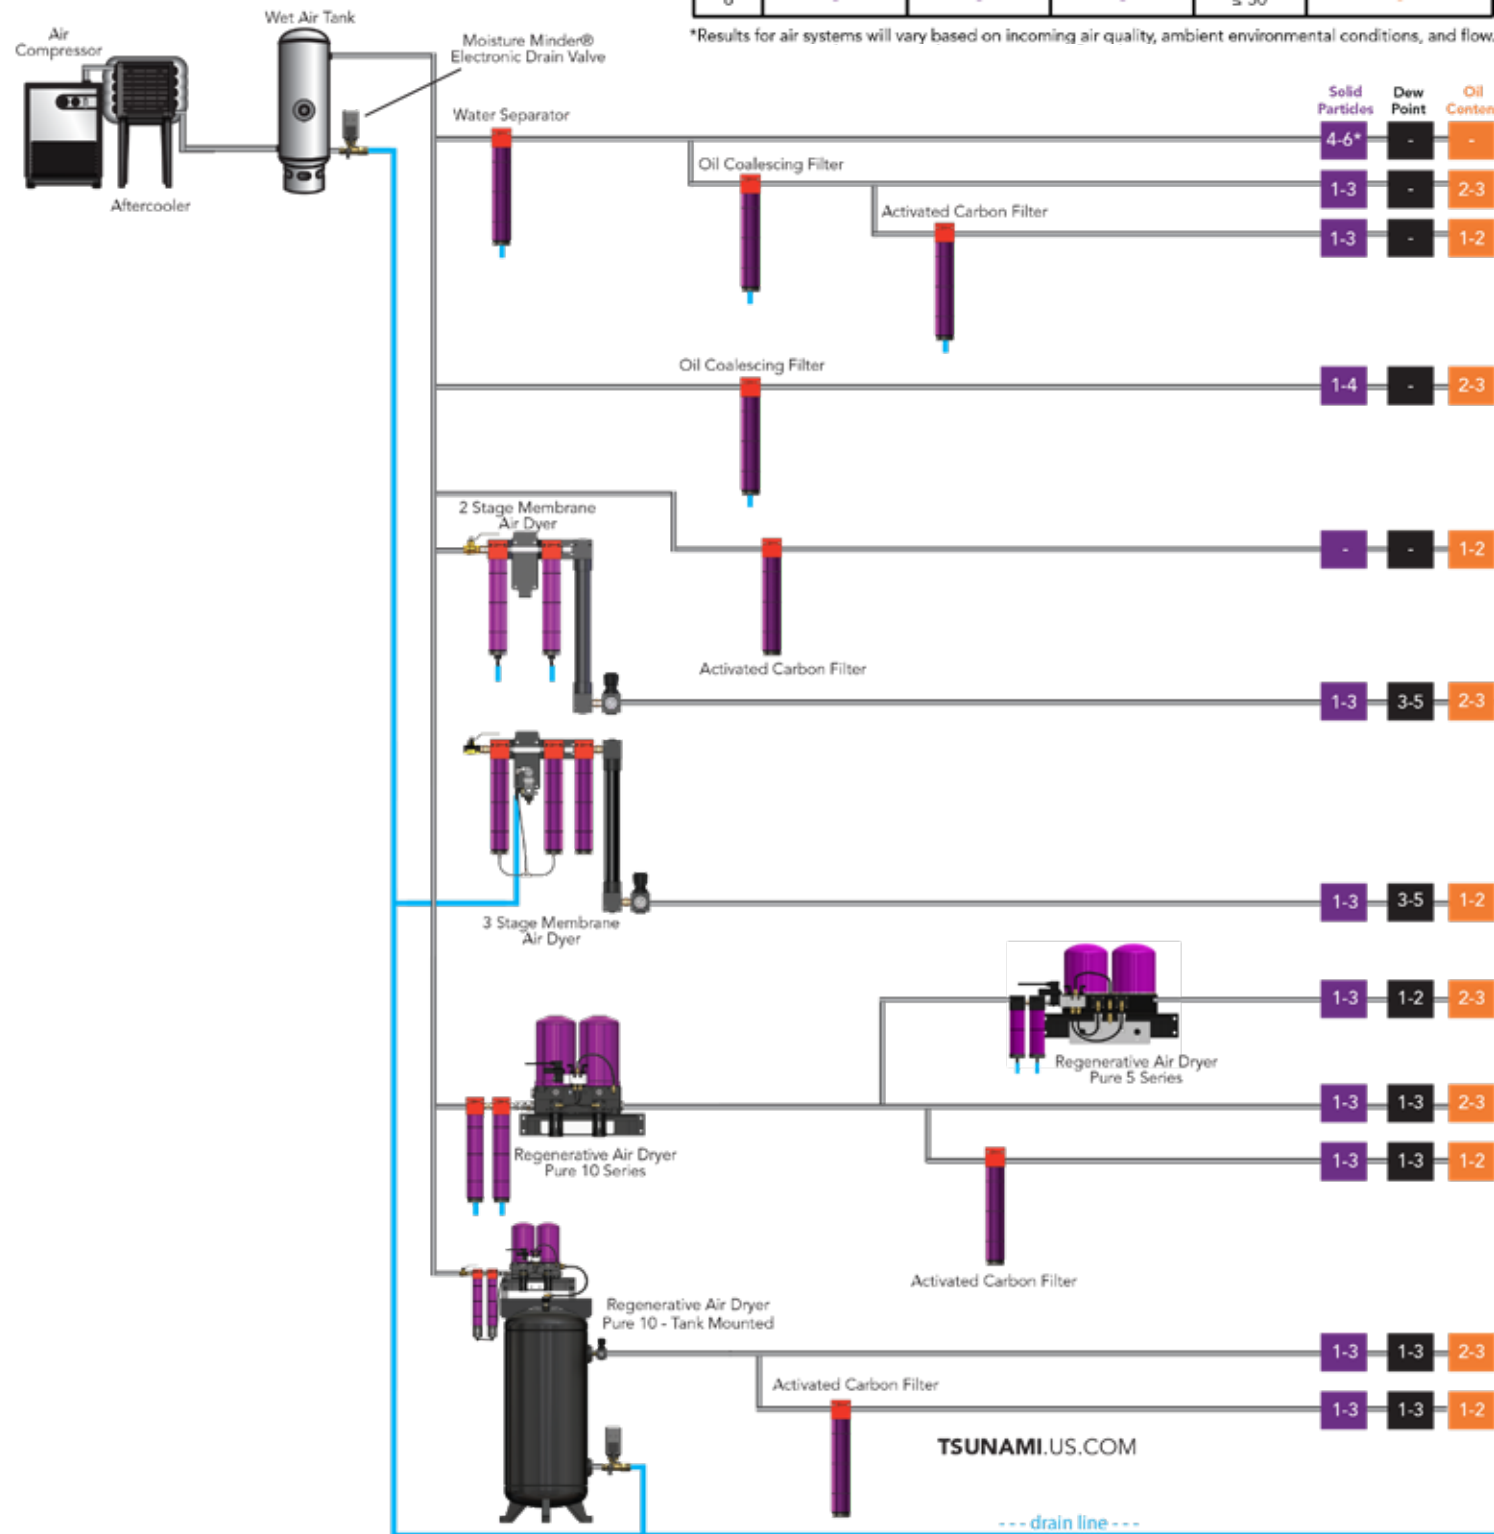 6 - - - ≤ 30 -
*Results for air systems will vary based on incoming air quality, ambient environmental conditions, and flow.
Wet Air Tank
Air
Compressor
Moisture Minder®
Electronic Drain Valve
Aftercooler
Solid
Particles
Dew
Point
Oil
Conten
Water Separator
4-6* - -
Oil Coalescing Filter
1-3 - 2-3
Activated Carbon Filter
1-3 - 1-2
Oil Coalescing Filter
1-4 - 2-3
2 Stage Membrane
Air Dyer
- - 1-2
Activated Carbon Filter
1-3 3-5 2-3
1-3 3-5 1-2
3 Stage Membrane
Air Dyer
1-3 1-2 2-3
Regenerative Air Dryer
Pure 5 Series
1-3 1-3 2-3
Regenerative Air Dryer
Pure 10 Series
1-3 1-3 1-2
Activated Carbon Filter
Regenerative Air Dryer
Pure 10 - Tank Mounted
1-3 1-3 2-3
Activated Carbon Filter
1-3 1-3 1-2
TSUNAMI.US.COM
--- drain line ---